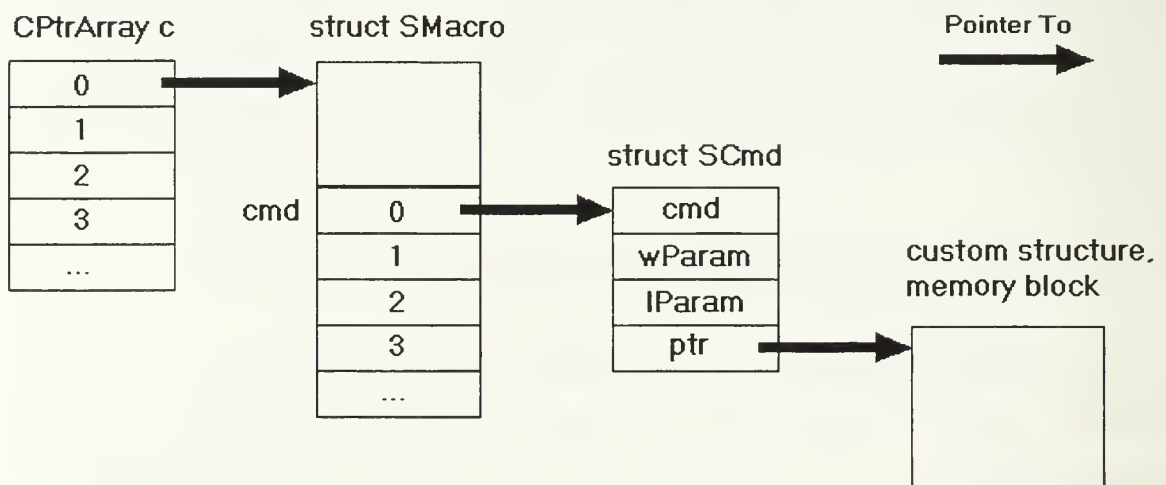 CPtrArray c
0
1
2
3
...
struct SMacro
cmd
0
1
2
3
...
struct SCmd
cmd
wParam
lParam
ptr
Pointer To
custom structure,
memory block